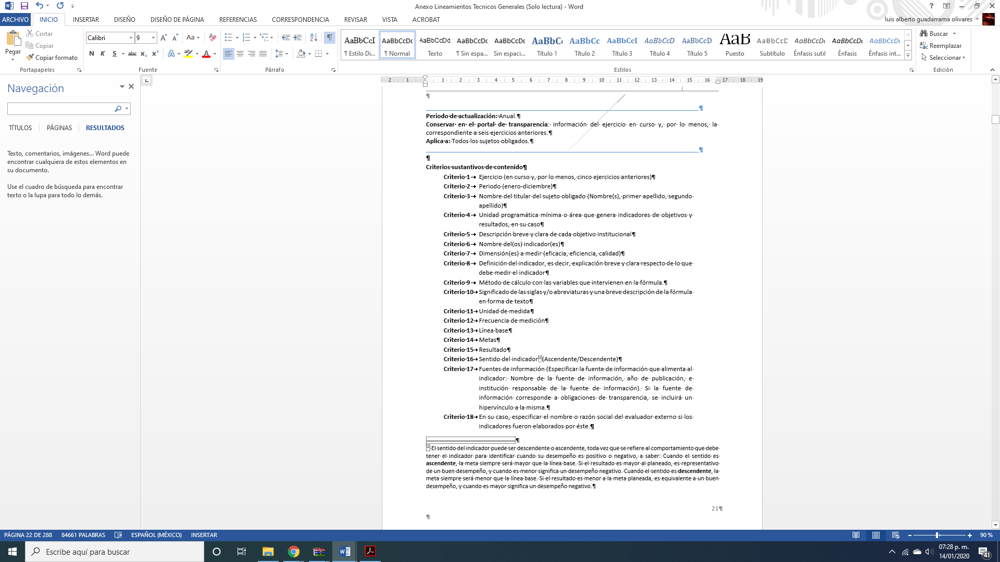 Anexo Lineamientos Tecnicos Generales (Solo lectura) - Word
ARCHIVO INICIO INSERTAR DISEÑO DISEÑO DE PÁGINA REFERENCIAS CORRESPONDENCIA REVISAR VISTA ACROBAT
luis alberto guadarrama olivares
Pegar
Cortar
Copiar
Copiar formato
Portapapeles
Calibri 9
Fuente
Párrafo
AaBbCcI AaBbCcDc AaBbCcDd AaBbCcDc AaBbCcDc AaBbC( AaBbCc AaBbCcI AaBbCcD AaBbCcD AaB AaBbCcD AaBbCcDc AaBbCcDc AaBbCcDc
¶ Estilo Di... ¶ Normal Texto ¶ Sin espa... Sin espaci... Título 1 Título 2 Título 3 Título 4 Título 5 Puesto Subtítulo Énfasis sutil Énfasis Énfasis int...
Estilos
Buscar
Reemplazar
Seleccionar
Edición
Navegación
TÍTULOS PÁGINAS RESULTADOS
Texto, comentarios, imágenes... Word puede
encontrar cualquiera de estos elementos en
su documento.
Use el cuadro de búsqueda para encontrar
texto o la lupa para todo lo demás.
2 1 1 2 3 4 5 6 7 8 9 10 11 12 13 14 15 16 17 18 19
¶
¶
Periodo de actualización: Anual.¶
Conservar en el portal de transparencia: información del ejercicio en curso y, por lo menos, la
correspondiente a seis ejercicios anteriores.¶
Aplica a: Todos los sujetos obligados.¶
¶
¶
Criterios sustantivos de contenido¶
Criterio 1→ Ejercicio (en curso y, por lo menos, cinco ejercicios anteriores)¶
Criterio 2→ Periodo (enero-diciembre)¶
Criterio 3→ Nombre del titular del sujeto obligado (Nombre(s), primer apellido, segundo
apellido)¶
Criterio 4→ Unidad programática mínima o área que genera indicadores de objetivos y
resultados, en su caso¶
Criterio 5→ Descripción breve y clara de cada objetivo institucional¶
Criterio 6→ Nombre del(os) indicador(es)¶
Criterio 7→ Dimensión(es) a medir (eficacia, eficiencia, calidad)¶
Criterio 8→ Definición del indicador, es decir, explicación breve y clara respecto de lo que
debe medir el indicador¶
Criterio 9→ Método de cálculo con las variables que intervienen en la fórmula.¶
Criterio 10→ Significado de las siglas y/o abreviaturas y una breve descripción de la fórmula
en forma de texto¶
Criterio 11→ Unidad de medida¶
Criterio 12→ Frecuencia de medición¶
Criterio 13→ Línea base¶
Criterio 14→ Metas¶
Criterio 15→ Resultado¶
Criterio 16→ Sentido del indicador (Ascendente/Descendente)¶
Criterio 17→ Fuentes de información (Especificar la fuente de información que alimenta al
indicador: Nombre de la fuente de información, año de publicación, e
institución responsable de la fuente de información). Si la fuente de
información corresponde a obligaciones de transparencia, se incluirá un
hipervínculo a la misma.¶
Criterio 18→ En su caso, especificar el nombre o razón social del evaluador externo si los
indicadores fueron elaborados por éste.¶
¶
El sentido del indicador puede ser descendente o ascendente, toda vez que se refiere al comportamiento que debe
tener el indicador para identificar cuando su desempeño es positivo o negativo, a saber: Cuando el sentido es
ascendente, la meta siempre será mayor que la línea base. Si el resultado es mayor al planeado, es representativo
de un buen desempeño, y cuando es menor significa un desempeño negativo. Cuando el sentido es descendente, la
meta siempre será menor que la línea base. Si el resultado es menor a la meta planeada, es equivalente a un buen
desempeño, y cuando es mayor significa un desempeño negativo.¶
21¶
¶
PÁGINA 22 DE 288 84661 PALABRAS ESPAÑOL (MÉXICO) INSERTAR 90 %
Escribe aquí para buscar
07:28 p. m.
14/01/2020
41